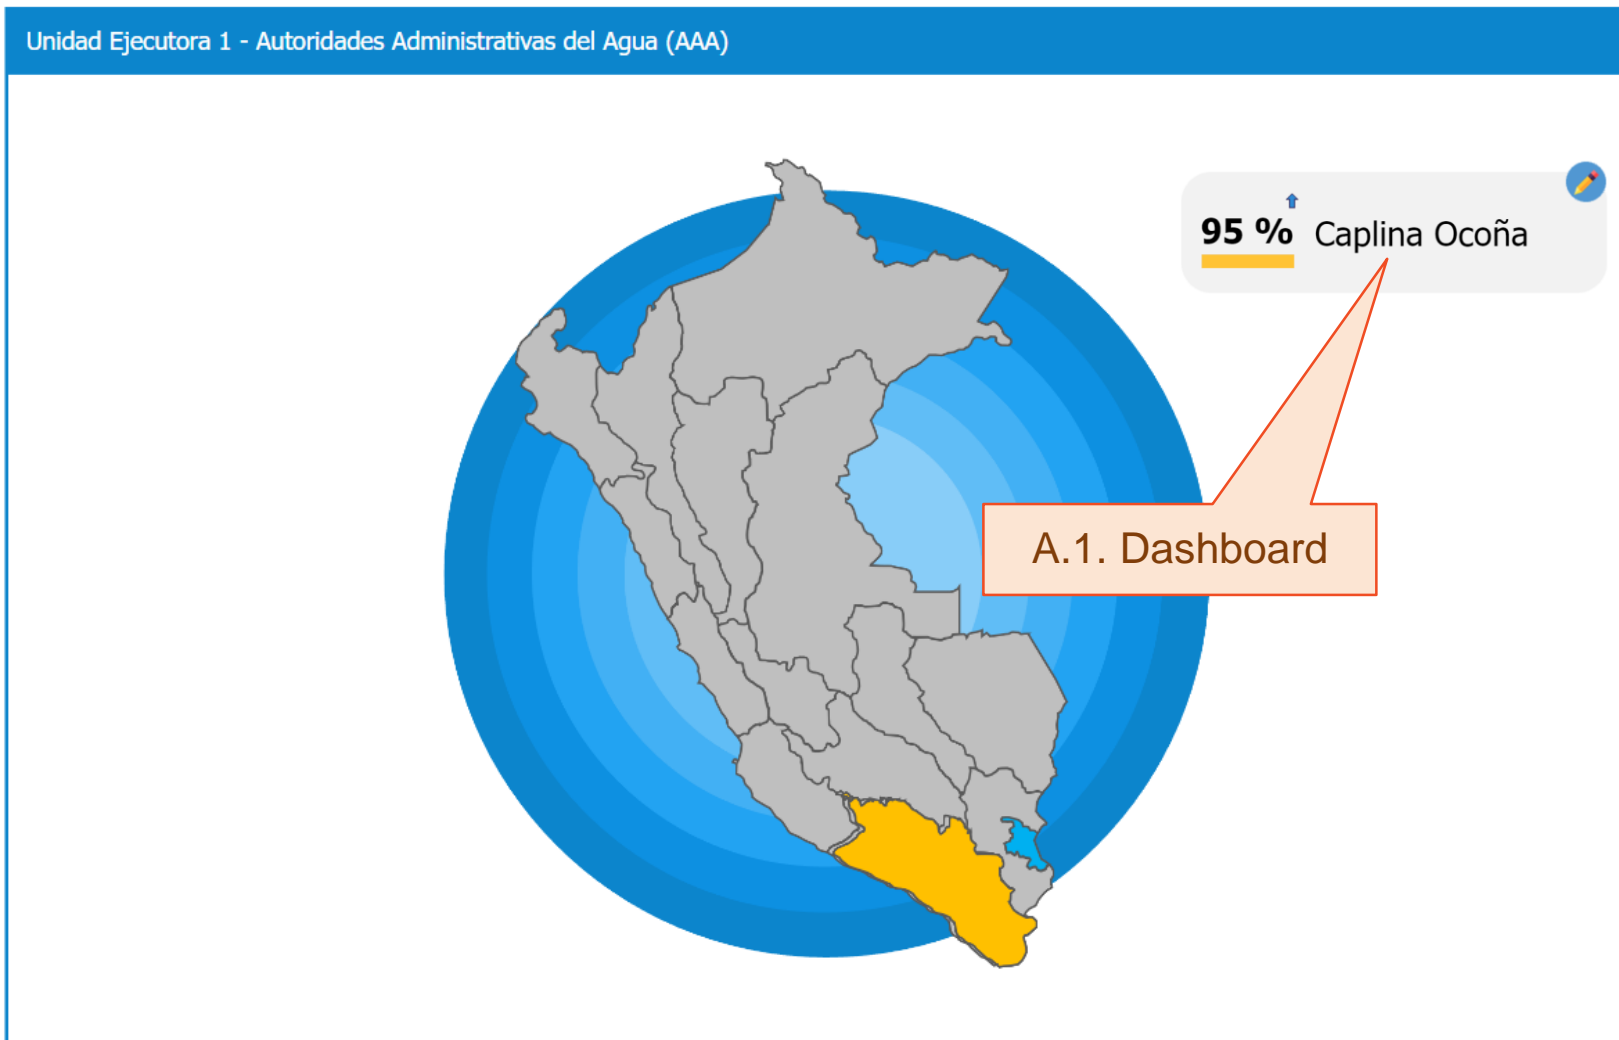 Unidad Ejecutora 1 - Autoridades Administrativas del Agua (AAA)
95 % Caplina Ocoña
A.1. Dashboard